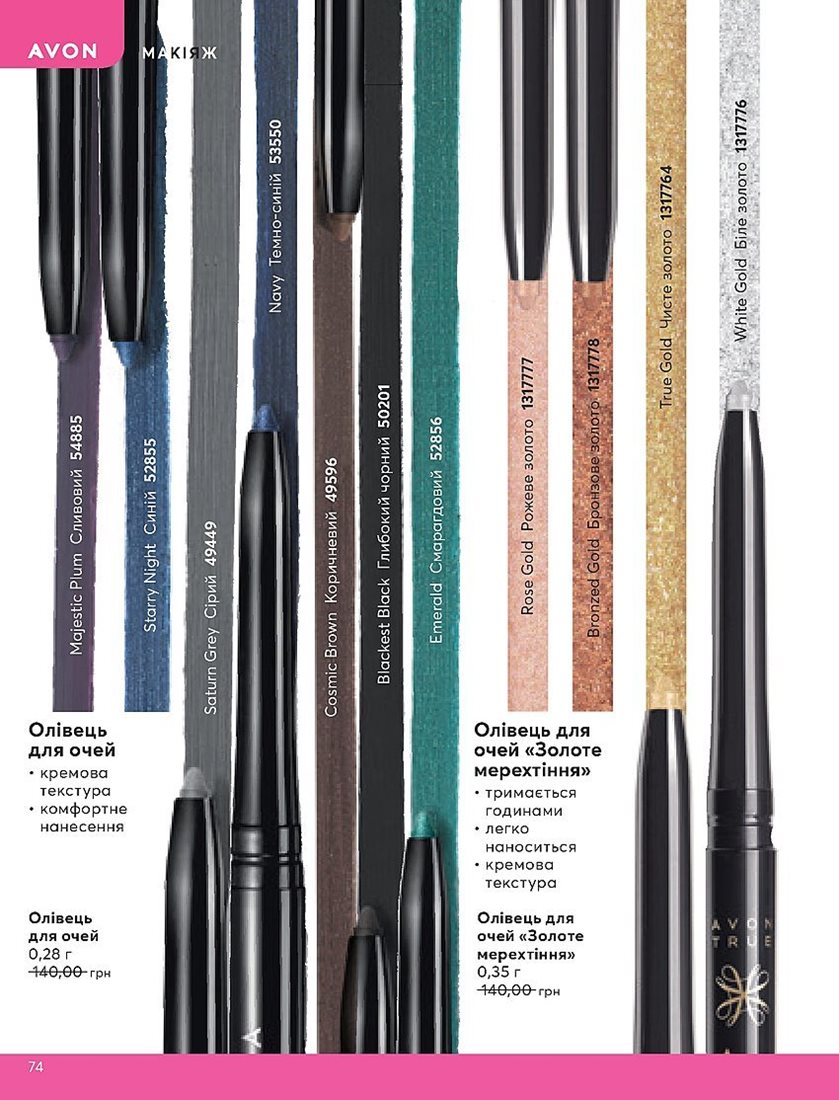 AVON
МАКІЯЖ
Majestic Plum Сливовий 54885
Starry Night Синій 52855
Saturn Grey Сірий 49449
Navy Темно-синій 53550
Cosmic Brown Коричневий 49596
Blackest Black Глибокий чорний 50201
Emerald Смарагдовий 52856
Rose Gold Рожеве золото 1317777
Bronzed Gold Бронзове золото 1317778
True Gold Чисте золото 1317764
White Gold Біле золото 1317776
Олівець
для очей
• кремова
текстура
• комфортне
нанесення
Олівець
для очей
0,28 г
140,00 грн
Олівець для
очей «Золоте
мерехтіння»
• тримається
годинами
• легко
наноситься
• кремова
текстура
Олівець для
очей «Золоте
мерехтіння»
0,35 г
140,00 грн
A
AVON
TRUE
74